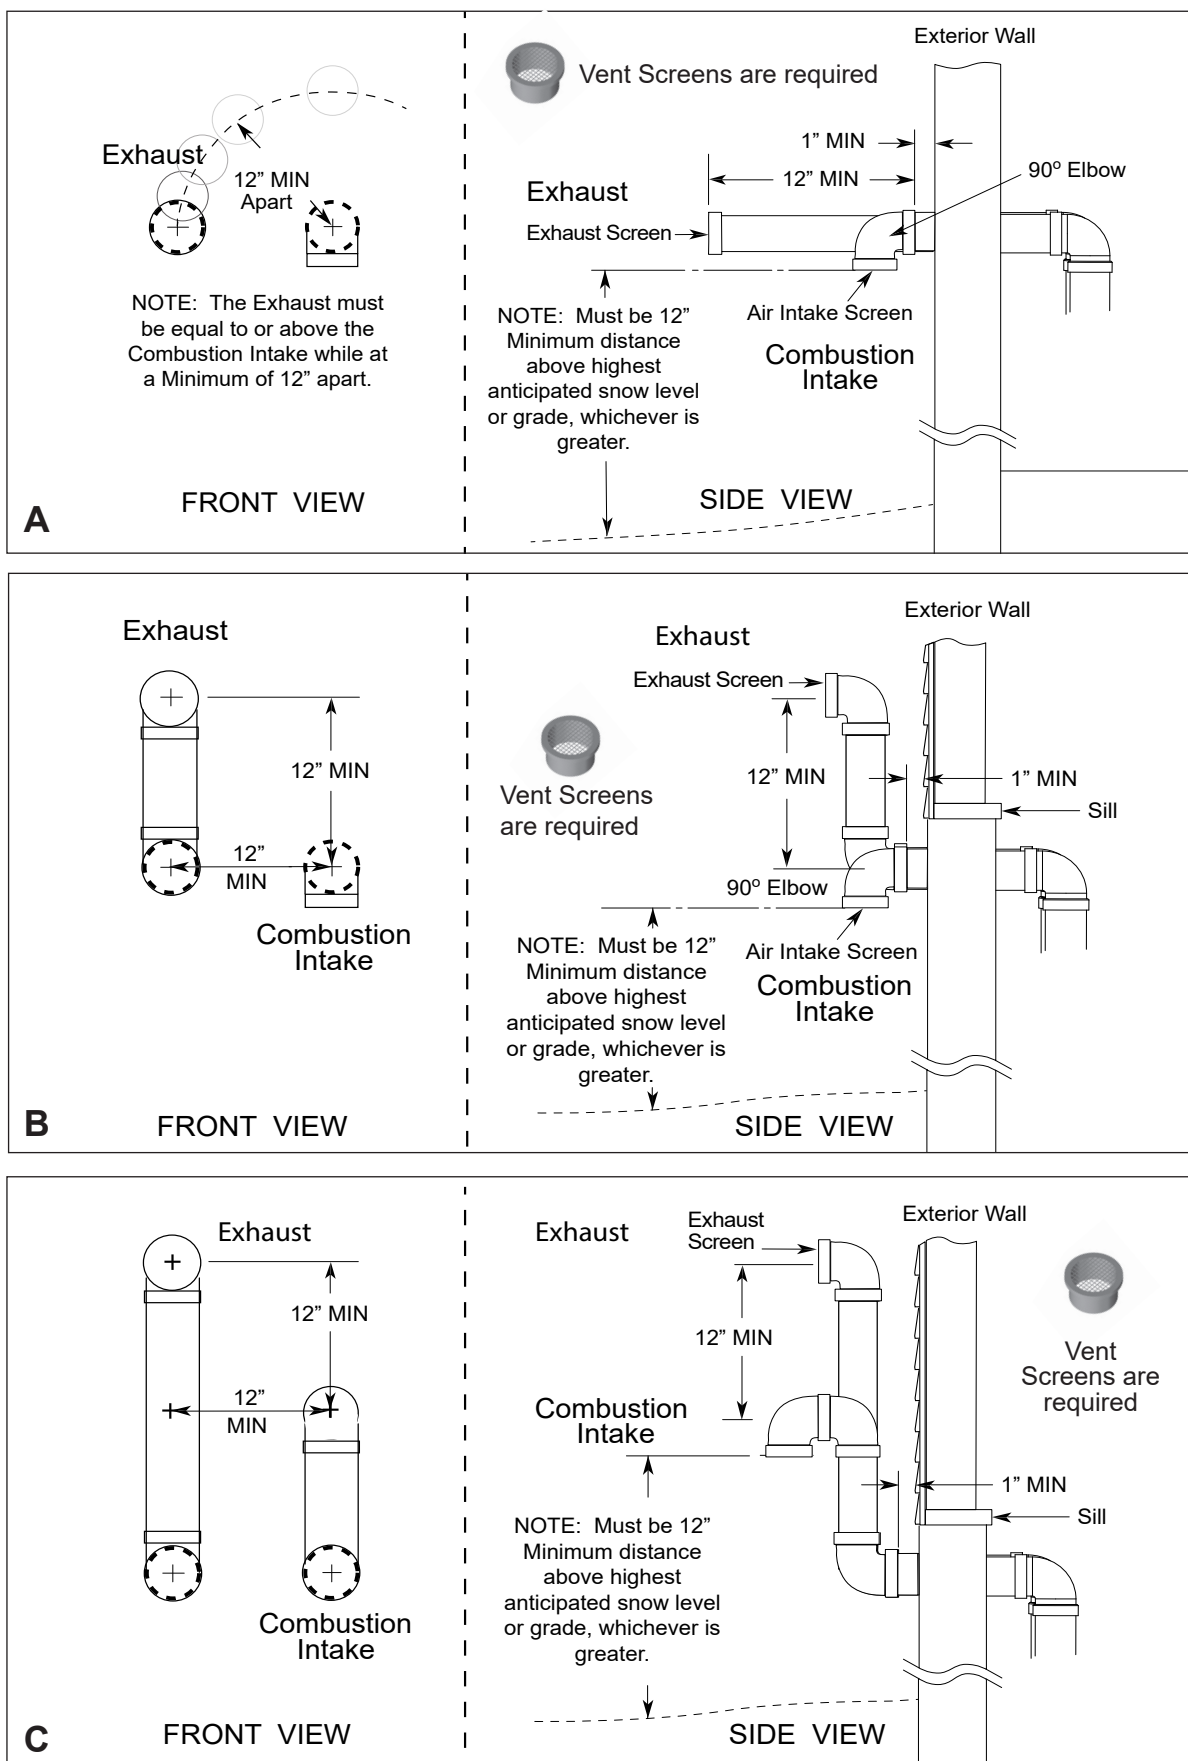 Exhaust
12” MIN
Apart
NOTE: The Exhaust must
be equal to or above the
Combustion Intake while at
a Minimum of 12” apart.
FRONT VIEW
A
Vent Screens are required
Exterior Wall
1” MIN
12” MIN
90º Elbow
Exhaust
Exhaust Screen
NOTE: Must be 12”
Minimum distance
above highest
anticipated snow level
or grade, whichever is
greater.
Air Intake Screen
Combustion
Intake
SIDE VIEW
Exhaust
12” MIN
12”
MIN
Combustion
Intake
FRONT VIEW
B
Exterior Wall
Exhaust
Exhaust Screen
Vent Screens
are required
12” MIN
1” MIN
Sill
90º Elbow
NOTE: Must be 12”
Minimum distance
above highest
anticipated snow level
or grade, whichever is
greater.
Air Intake Screen
Combustion
Intake
SIDE VIEW
Exhaust
12” MIN
12”
MIN
Combustion
Intake
FRONT VIEW
C
Exhaust
Exhaust
Screen
Exterior Wall
12” MIN
Vent
Screens are
required
Combustion
Intake
1” MIN
Sill
NOTE: Must be 12”
Minimum distance
above highest
anticipated snow level
or grade, whichever is
greater.
SIDE VIEW